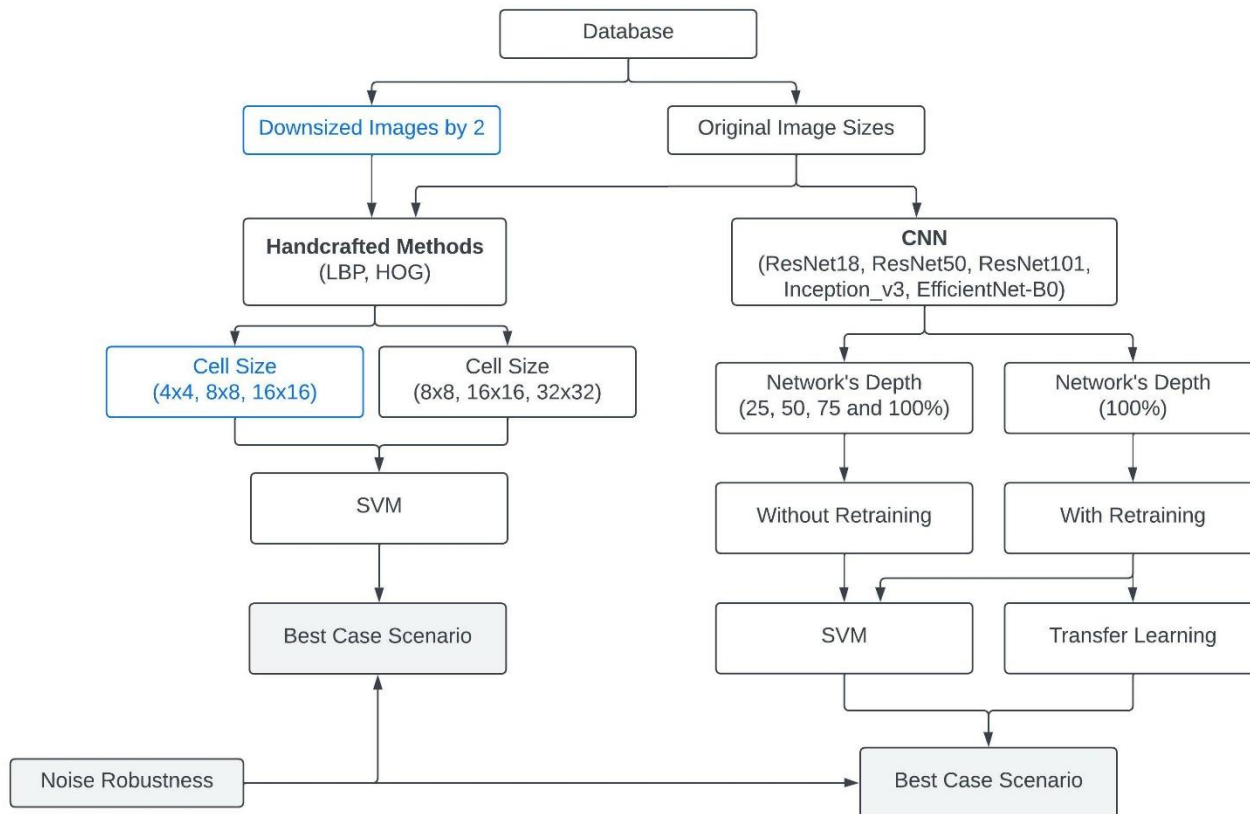 Database
Downsized Images by 2
Original Image Sizes
Handcrafted Methods
(LBP, HOG)
CNN
(ResNet18, ResNet50, ResNet101,
Inception_v3, EfficientNet-B0)
Cell Size
(4x4, 8x8, 16x16)
Cell Size
(8x8, 16x16, 32x32)
Network's Depth
(25, 50, 75 and 100%)
Network's Depth
(100%)
SVM
Without Retraining
With Retraining
Best Case Scenario
SVM
Transfer Learning
Noise Robustness
Best Case Scenario